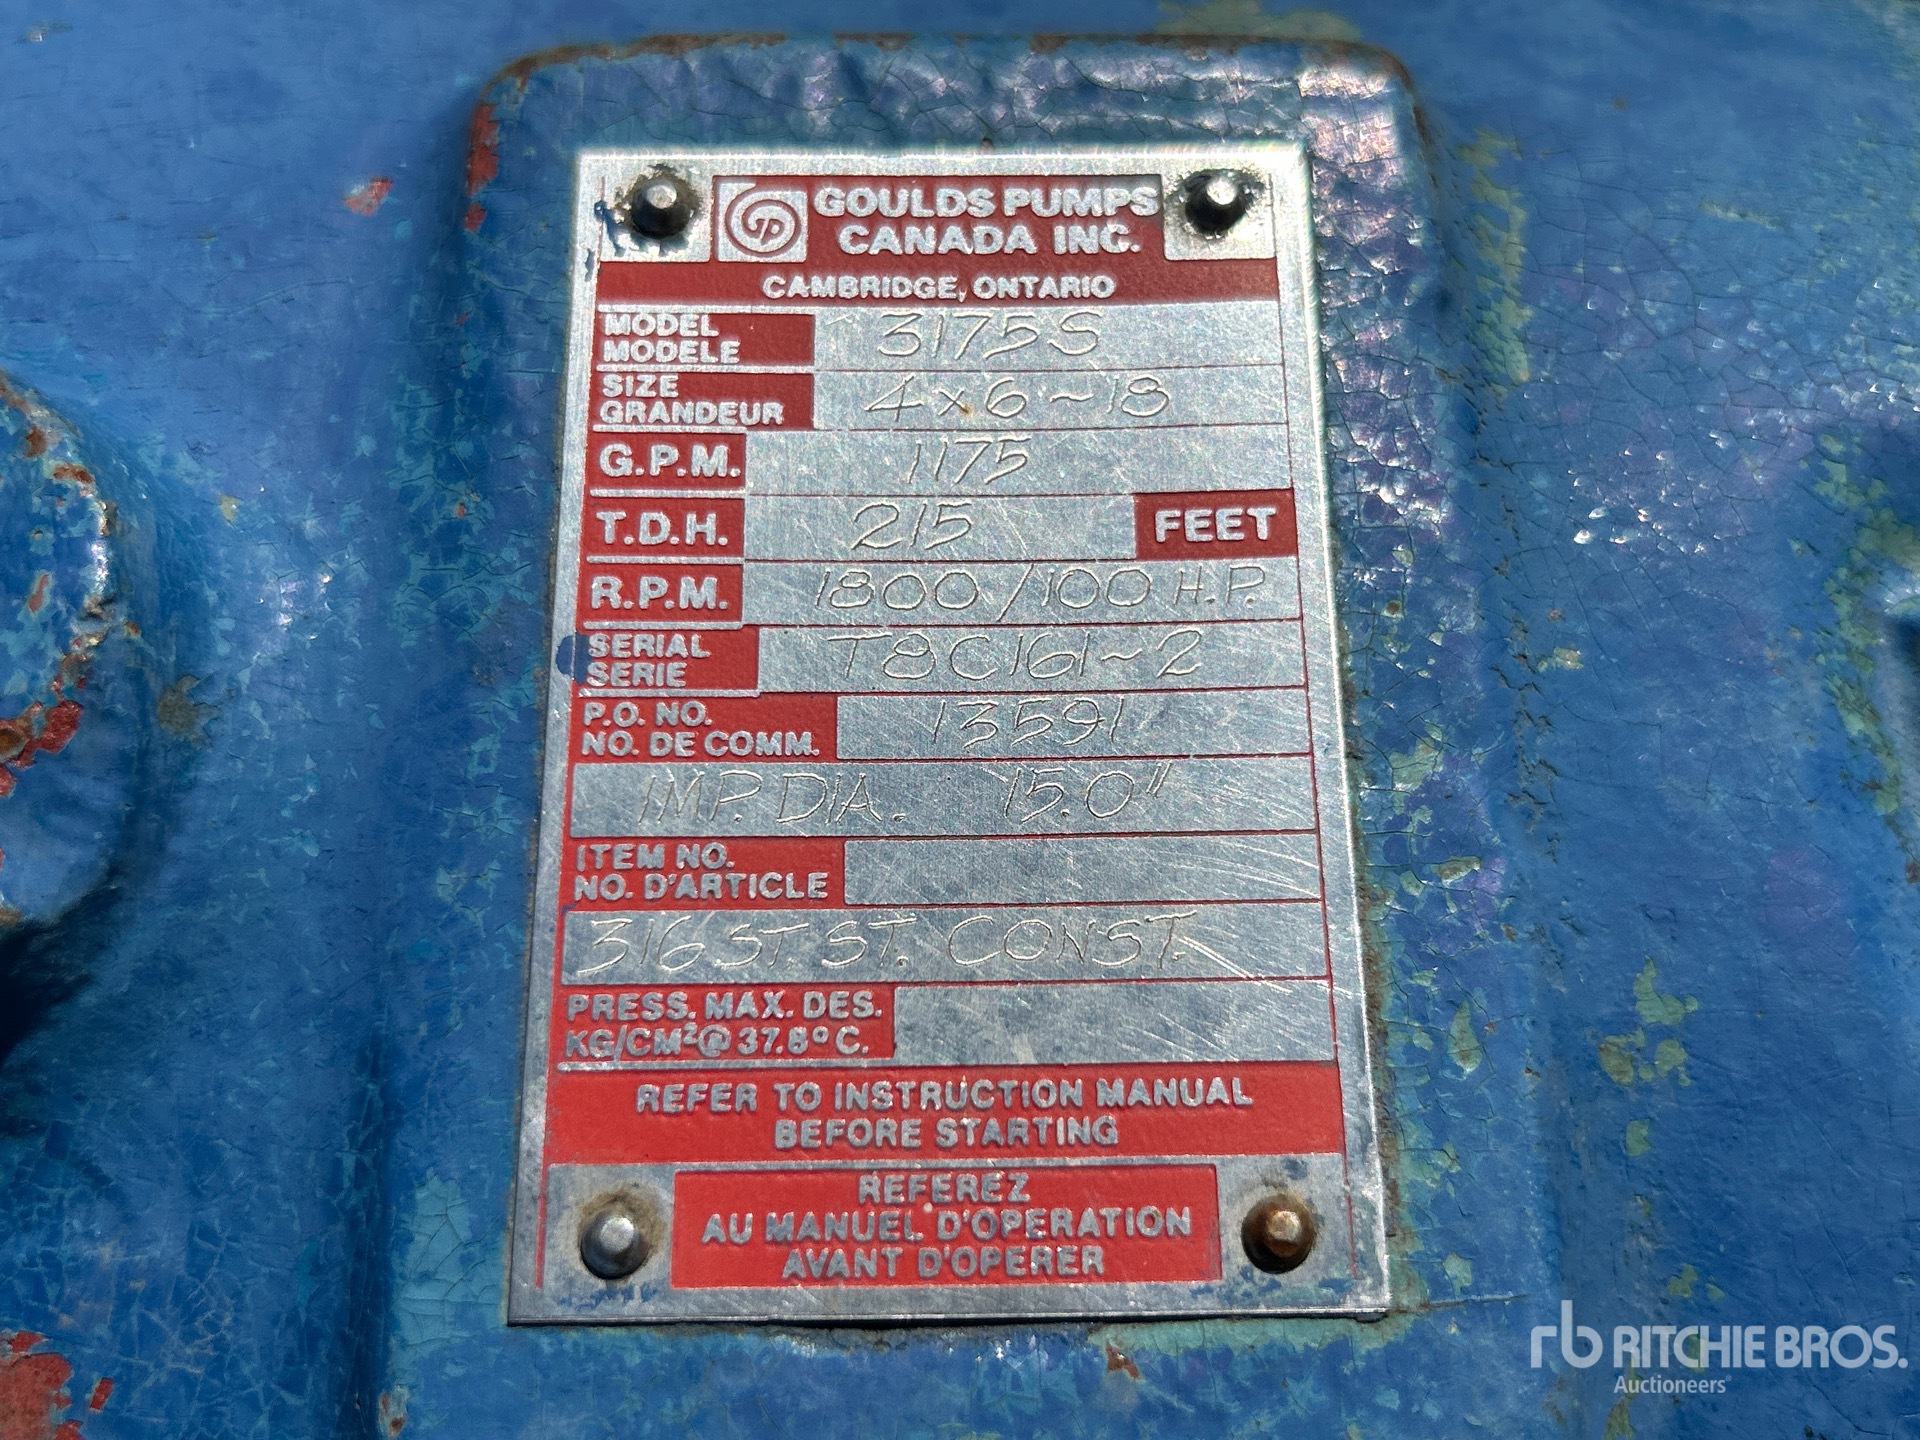 GOULDS PUMPS
CANADA INC.
CAMBRIDGE, ONTARIO
MODEL 3175S
MODELE
SIZE 4x6~18
GRANDEUR
G.P.M. 1175
T.D.H. 215 FEET
R.P.M. 1800/100 H.P.
SERIAL T8C161~2
SERIE
P.O. NO. 13591
NO. DE COMM.
IMP. DIA. 15.0"
ITEM NO.
NO. D'ARTICLE
316 ST. ST. CONST.
PRESS. MAX. DES.
KG/CM²@37.8°C.
REFER TO INSTRUCTION MANUAL
BEFORE STARTING
REFEREZ
AU MANUEL D'OPERATION
AVANT D'OPERER
rb RITCHIE BROS.
Auctioneers